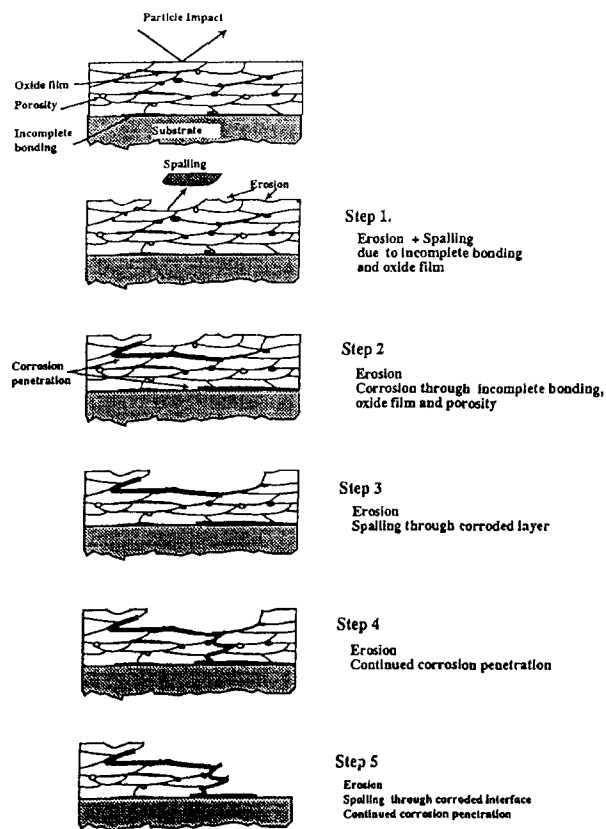 Particle Impact
Oxide film
Porosity
Incomplete
bonding
Substrate
Spalling
Erosion
Step 1.
Erosion + Spalling
due to incomplete bonding
and oxide film
Corrosion
penetration
Step 2
Erosion
Corrosion through incomplete bonding,
oxide film and porosity
Step 3
Erosion
Spalling through corroded layer
Step 4
Erosion
Continued corrosion penetration
Step 5
Erosion
Spalling through corroded interface
Continued corrosion penetration